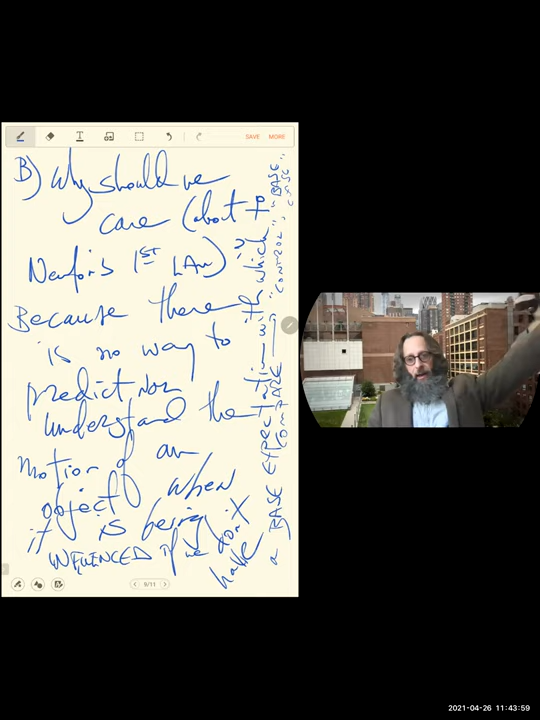 SAVE MORE
B) Why should we
care (about
Newton's 1ST LAW)?
Because there
is no way to
predict nor
understand the
motion of an
object when
it is being
INFLUENCED if we don't
have
a BASE EXPECTATION with which
COMPARE "CONTROL", "BASE
CASE"
9/11
2021-04-26 11:43:59